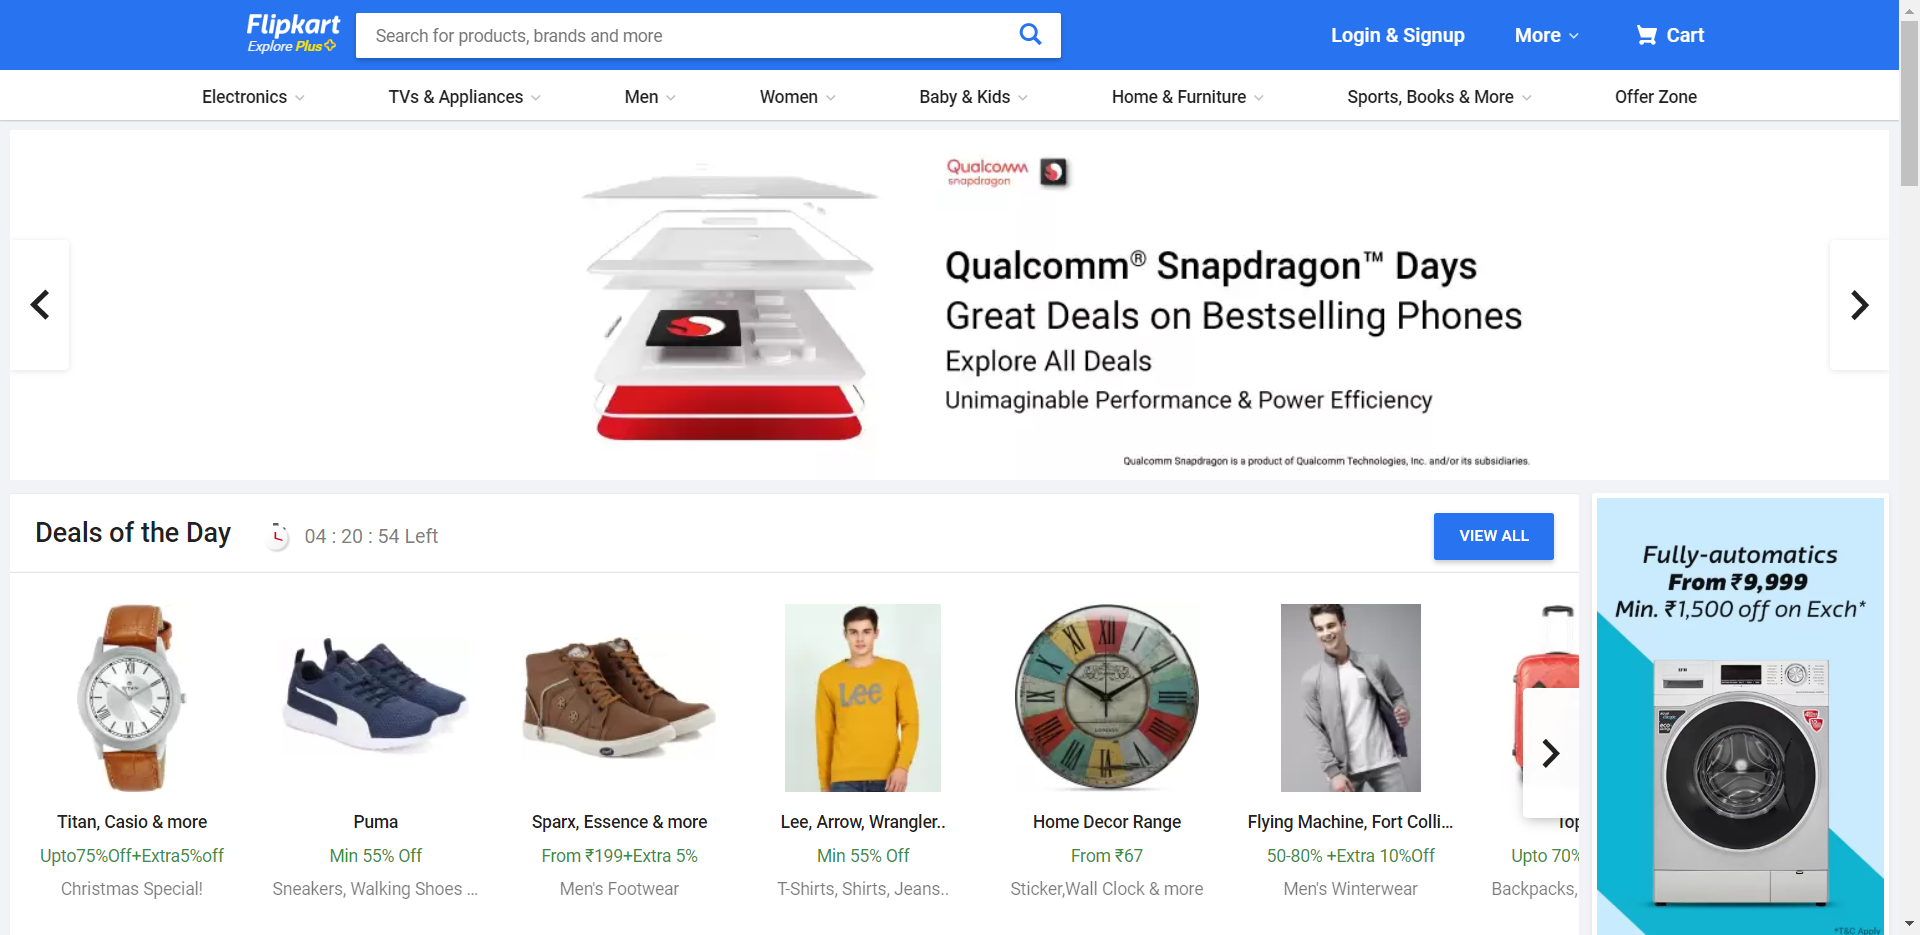 Flipkart
Explore Plus
Search for products, brands and more
Login & Signup
More
Cart
Electronics
TVs & Appliances
Men
Women
Baby & Kids
Home & Furniture
Sports, Books & More
Offer Zone
Qualcomm
snapdragon
Qualcomm® Snapdragon™ Days
Great Deals on Bestselling Phones
Explore All Deals
Unimaginable Performance & Power Efficiency
Qualcomm Snapdragon is a product of Qualcomm Technologies, Inc. and/or its subsidiaries.
Deals of the Day
04 : 20 : 54 Left
VIEW ALL
Lee
Titan, Casio & more
Upto75%Off+Extra5%off
Christmas Special!
Puma
Min 55% Off
Sneakers, Walking Shoes ...
Sparx, Essence & more
From ₹199+Extra 5%
Men's Footwear
Lee, Arrow, Wrangler..
Min 55% Off
T-Shirts, Shirts, Jeans..
Home Decor Range
From ₹67
Sticker,Wall Clock & more
Flying Machine, Fort Colli...
50-80% +Extra 10%Off
Men's Winterwear
Top
Upto 70%
Backpacks,
Fully-automatics
From ₹9,999
Min. ₹1,500 off on Exch*
IFB
*T&C Apply